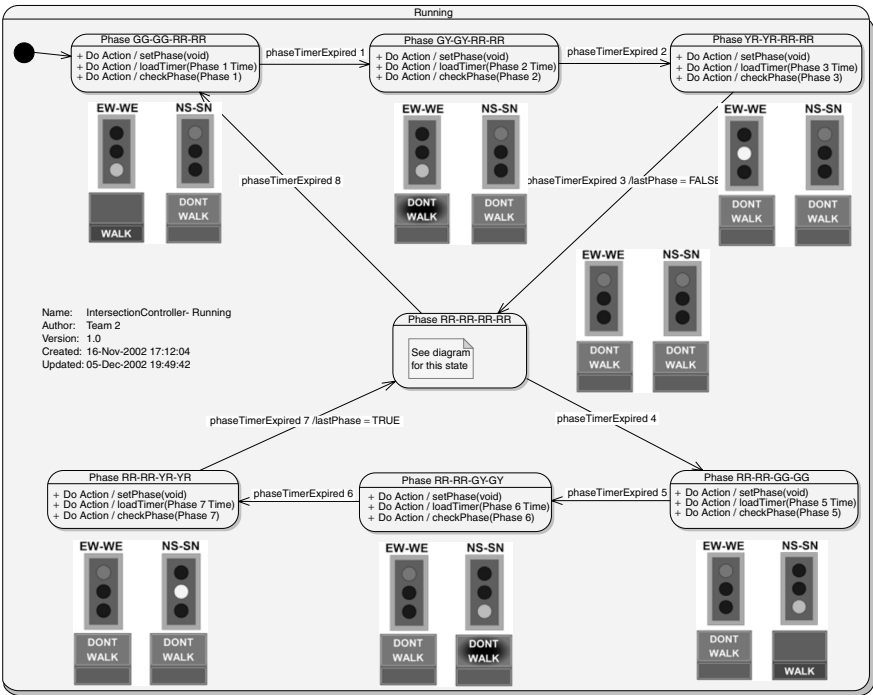 Running
Phase GG-GG-RR-RR
+ Do Action / setPhase(void)
+ Do Action / loadTimer(Phase 1 Time)
+ Do Action / checkPhase(Phase 1)
phaseTimerExpired 1
Phase GY-GY-RR-RR
+ Do Action / setPhase(void)
+ Do Action / loadTimer(Phase 2 Time)
+ Do Action / checkPhase(Phase 2)
phaseTimerExpired 2
Phase YR-YR-RR-RR
+ Do Action / setPhase(void)
+ Do Action / loadTimer(Phase 3 Time)
+ Do Action / checkPhase(Phase 3)
EW-WE
NS-SN
WALK
DONT
WALK
EW-WE
NS-SN
DONT
WALK
DONT
WALK
EW-WE
NS-SN
DONT
WALK
DONT
WALK
phaseTimerExpired 8
phaseTimerExpired 3 /lastPhase = FALSE
EW-WE
NS-SN
DONT
WALK
DONT
WALK
Name: IntersectionController- Running
Author: Team 2
Version: 1.0
Created: 16-Nov-2002 17:12:04
Updated: 05-Dec-2002 19:49:42
Phase RR-RR-RR-RR
See diagram
for this state
phaseTimerExpired 7 /lastPhase = TRUE
phaseTimerExpired 4
Phase RR-RR-YR-YR
+ Do Action / setPhase(void)
+ Do Action / loadTimer(Phase 7 Time)
+ Do Action / checkPhase(Phase 7)
phaseTimerExpired 6
Phase RR-RR-GY-GY
+ Do Action / setPhase(void)
+ Do Action / loadTimer(Phase 6 Time)
+ Do Action / checkPhase(Phase 6)
phaseTimerExpired 5
Phase RR-RR-GG-GG
+ Do Action / setPhase(void)
+ Do Action / loadTimer(Phase 5 Time)
+ Do Action / checkPhase(Phase 5)
EW-WE
NS-SN
DONT
WALK
DONT
WALK
EW-WE
NS-SN
DONT
WALK
DONT
WALK
EW-WE
NS-SN
DONT
WALK
WALK